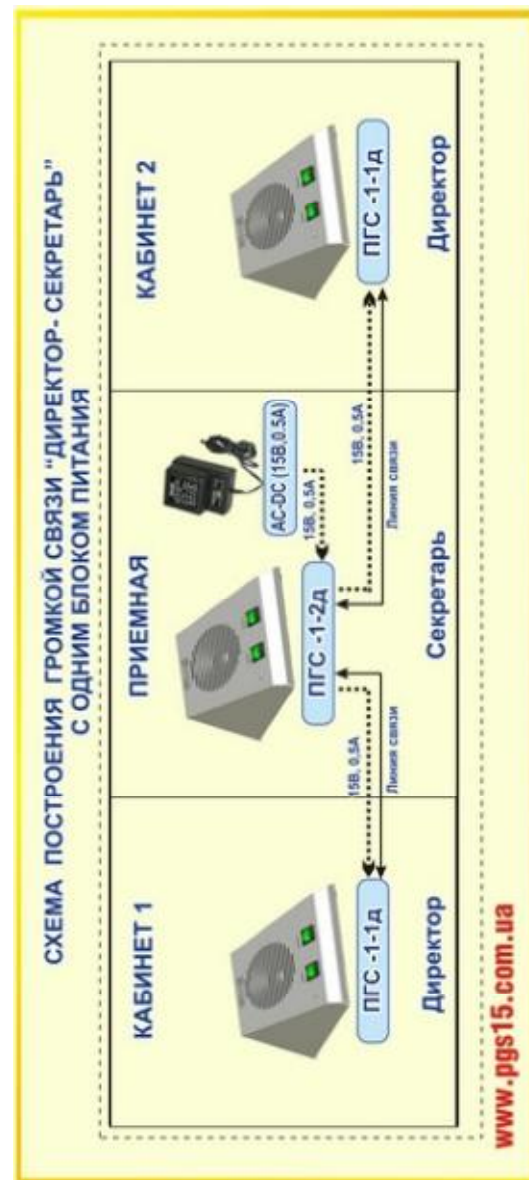 СХЕМА ПОСТРОЕНИЯ ГРОМКОЙ СВЯЗИ "ДИРЕКТОР- СЕКРЕТАРЬ"
С ОДНИМ БЛОКОМ ПИТАНИЯ
КАБИНЕТ 1
ПГС -1-1д
Директор
ПРИЕМНАЯ
AC-DC (15В,0.5А)
15В, 0,5А
ПГС -1-2д
15В, 0,5А
Линия связи
15В, 0,5А
Линия связи
Секретарь
КАБИНЕТ 2
ПГС -1-1д
Директор
www.pgs15.com.ua